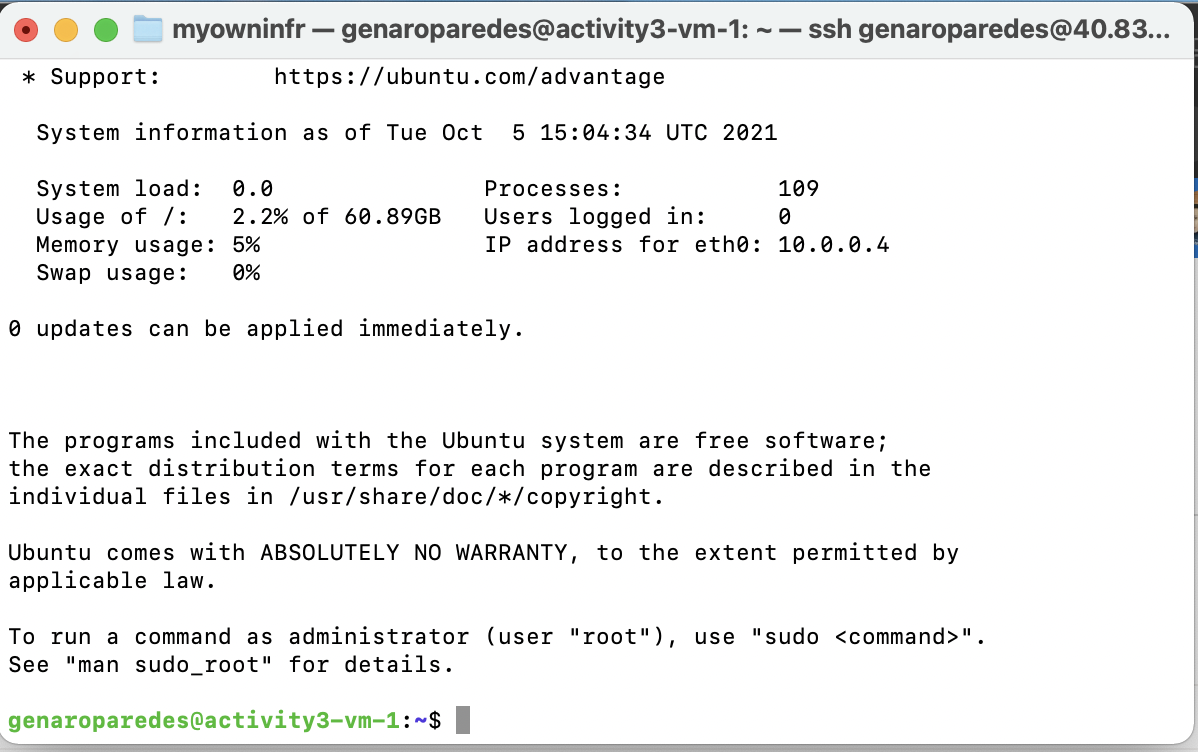 myowninfr — genaroparedes@activity3-vm-1: ~ — ssh genaroparedes@40.83...
 * Support:        https://ubuntu.com/advantage

  System information as of Tue Oct  5 15:04:34 UTC 2021

  System load:  0.0               Processes:           109
  Usage of /:   2.2% of 60.89GB   Users logged in:     0
  Memory usage: 5%                IP address for eth0: 10.0.0.4
  Swap usage:   0%

0 updates can be applied immediately.



The programs included with the Ubuntu system are free software;
the exact distribution terms for each program are described in the
individual files in /usr/share/doc/*/copyright.

Ubuntu comes with ABSOLUTELY NO WARRANTY, to the extent permitted by
applicable law.

To run a command as administrator (user "root"), use "sudo <command>".
See "man sudo_root" for details.

genaroparedes@activity3-vm-1:~$